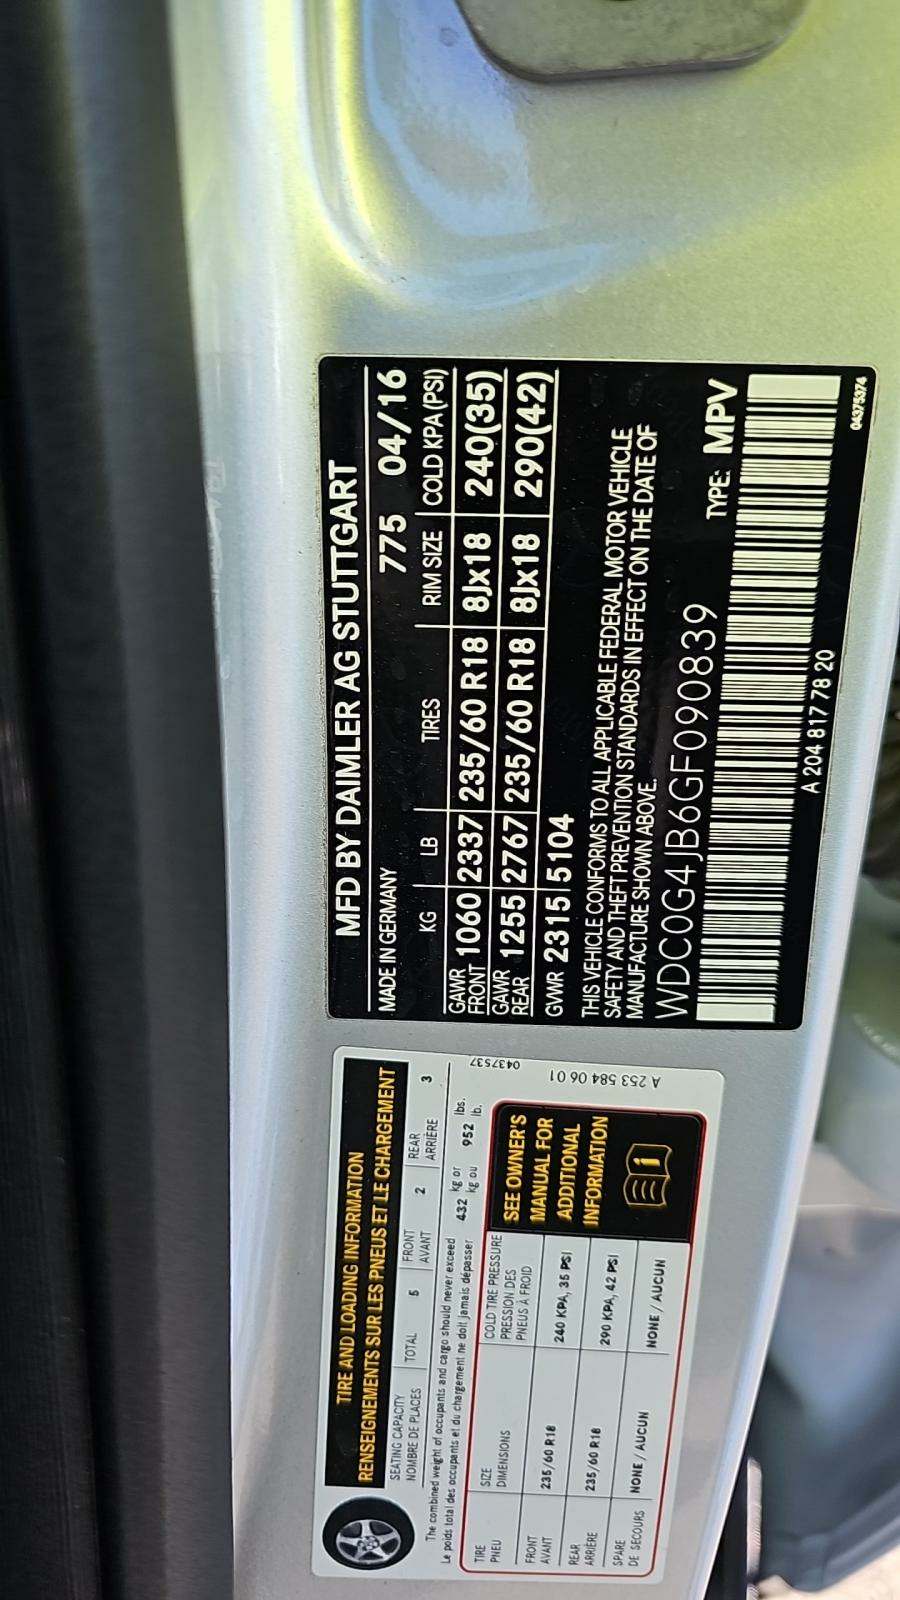 MFD BY DAIMLER AG STUTTGART
MADE IN GERMANY 775 04/16
KG LB TIRES RIM SIZE COLD KPA (PSI)
GAWR FRONT 1060 2337 235/60 R18 8Jx18 240(35)
GAWR REAR 1255 2767 235/60 R18 8Jx18 290(42)
GVWR 2315 5104
THIS VEHICLE CONFORMS TO ALL APPLICABLE FEDERAL MOTOR VEHICLE
SAFETY AND THEFT PREVENTION STANDARDS IN EFFECT ON THE DATE OF
MANUFACTURE SHOWN ABOVE.
WDC0G4JB6GF090839 TYPE: MPV
A 204 817 78 20
04375374
TIRE AND LOADING INFORMATION
RENSEIGNEMENTS SUR LES PNEUS ET LE CHARGEMENT
SEATING CAPACITY TOTAL 5 FRONT 2 REAR 3
NOMBRE DE PLACES AVANT ARRIÈRE
The combined weight of occupants and cargo should never exceed 432 kg or 952 lbs.
Le poids total des occupants et du chargement ne doit jamais dépasser kg ou lb.
TIRE SIZE COLD TIRE PRESSURE
PNEU DIMENSIONS PRESSION DES
PNEUS À FROID
FRONT 235/60 R18 240 KPA, 35 PSI
AVANT
REAR 235/60 R18 290 KPA, 42 PSI
ARRIÈRE
SPARE NONE / AUCUN NONE / AUCUN
DE SECOURS
SEE OWNER'S
MANUAL FOR
ADDITIONAL
INFORMATION
i
0437537
A 253 584 06 01